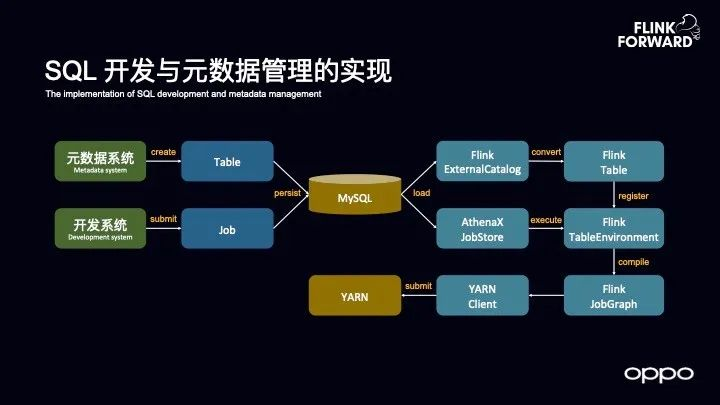 FLINK
FORWARD
SQL 开发与元数据管理的实现
The implementation of SQL development and metadata management
元数据系统
Metadata system
create
Table
开发系统
Development system
submit
Job
persist
MySQL
load
Flink
ExternalCatalog
convert
Flink
Table
register
AthenaX
JobStore
execute
Flink
TableEnvironment
compile
YARN
submit
YARN
Client
Flink
JobGraph
oppo